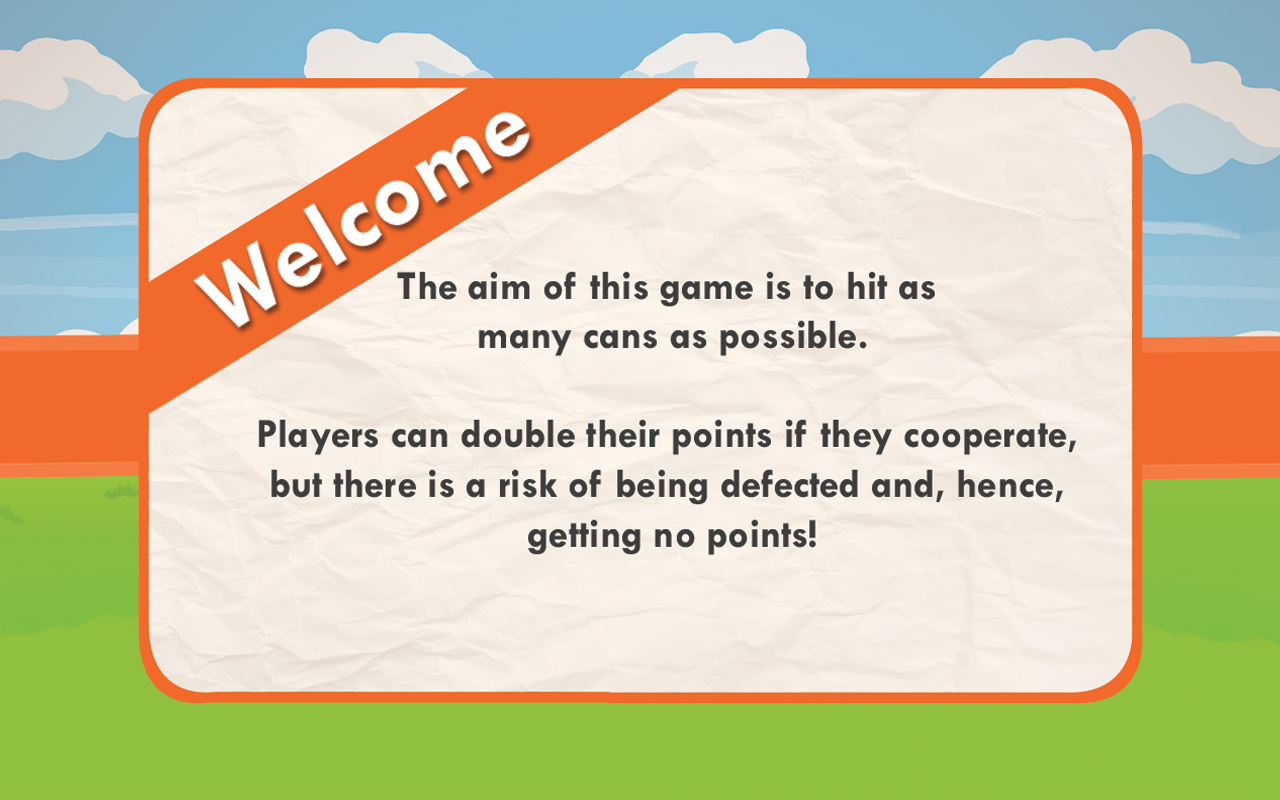 Welcome
The aim of this game is to hit as
many cans as possible.
Players can double their points if they cooperate,
but there is a risk of being defected and, hence,
getting no points!